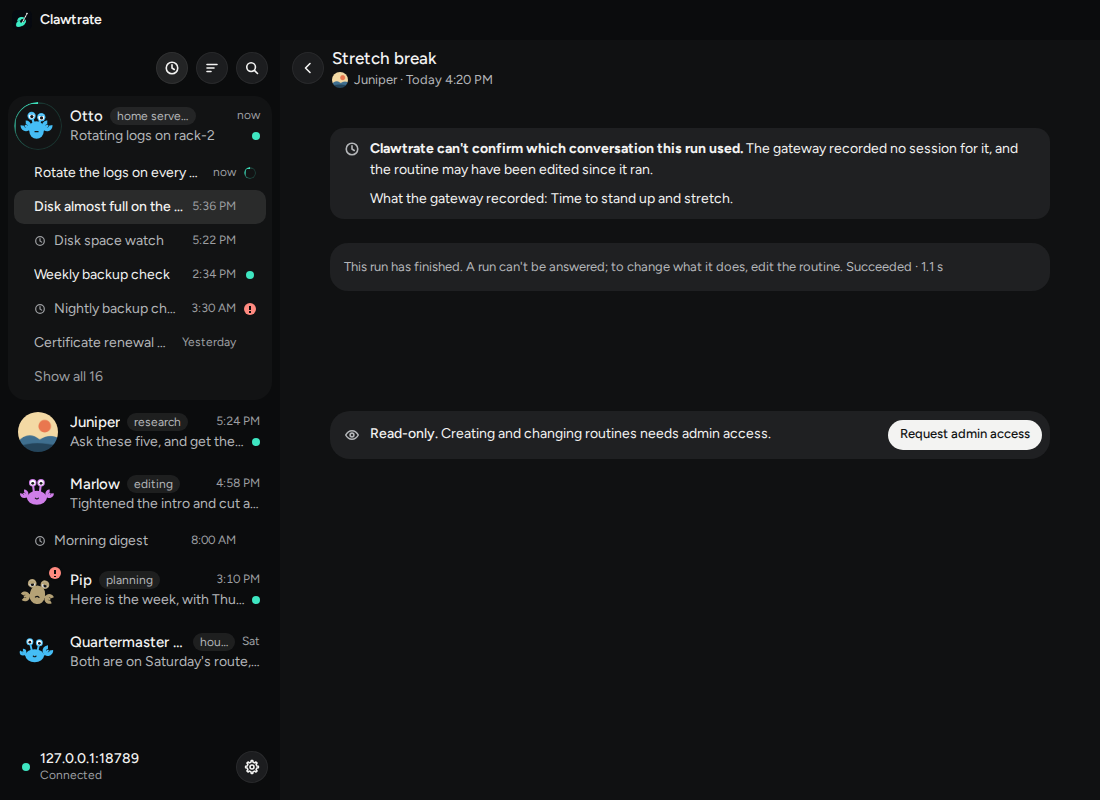 Clawtrate
Otto home serve... now
Rotating logs on rack-2
Rotate the logs on every ... now
Disk almost full on the ... 5:36 PM
Disk space watch 5:22 PM
Weekly backup check 2:34 PM
Nightly backup ch... 3:30 AM
Certificate renewal ... Yesterday
Show all 16
Juniper research 5:24 PM
Ask these five, and get the...
Marlow editing 4:58 PM
Tightened the intro and cut a...
Morning digest 8:00 AM
Pip planning 3:10 PM
Here is the week, with Thu...
Quartermaster ... hou... Sat
Both are on Saturday's route,...
127.0.0.1:18789
Connected
Stretch break
Juniper · Today 4:20 PM
Clawtrate can't confirm which conversation this run used. The gateway recorded no session for it, and
the routine may have been edited since it ran.
What the gateway recorded: Time to stand up and stretch.
This run has finished. A run can't be answered; to change what it does, edit the routine. Succeeded · 1.1 s
Read-only. Creating and changing routines needs admin access.
Request admin access